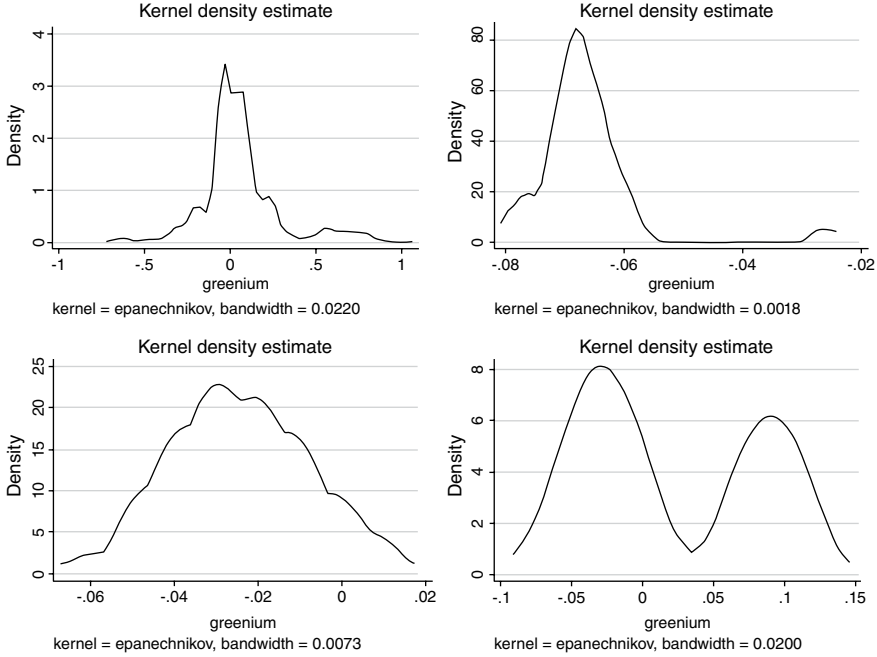 Kernel density estimate
4
3
2
1
0
Density
-1
-.5
0
.5
1
greenium
kernel = epanechnikov, bandwidth = 0.0220
Kernel density estimate
80
60
40
20
0
Density
-.08
-.06
-.04
-.02
greenium
kernel = epanechnikov, bandwidth = 0.0018
Kernel density estimate
25
20
15
10
5
0
Density
-.06
-.04
-.02
0
.02
greenium
kernel = epanechnikov, bandwidth = 0.0073
Kernel density estimate
8
6
4
2
0
Density
-.1
-.05
0
.05
.1
.15
greenium
kernel = epanechnikov, bandwidth = 0.0200